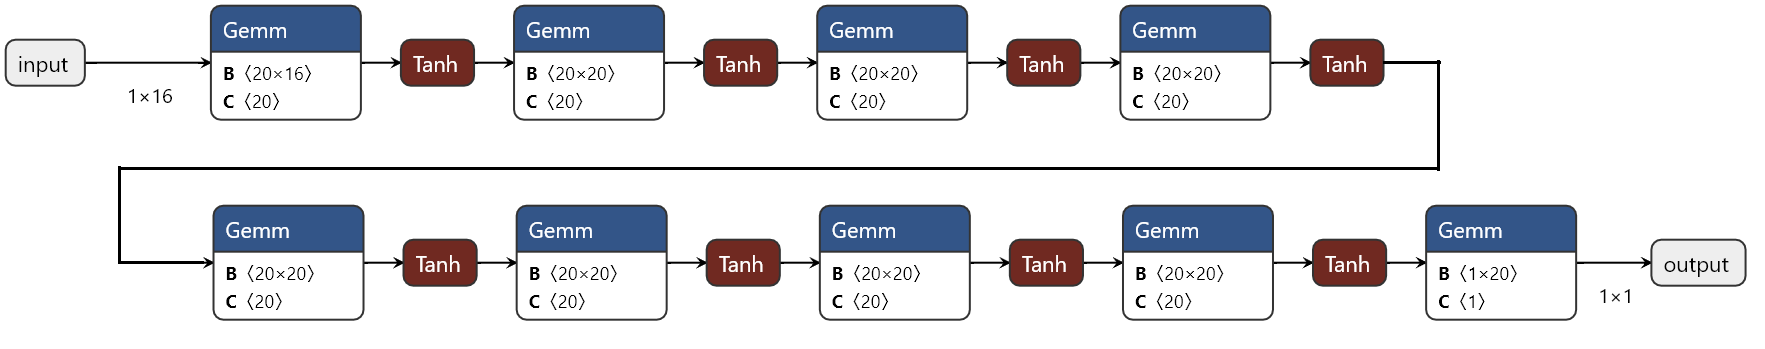 input
1×16
Gemm
B 〈20×16〉
C 〈20〉
Tanh
Gemm
B 〈20×20〉
C 〈20〉
Tanh
Gemm
B 〈20×20〉
C 〈20〉
Tanh
Gemm
B 〈20×20〉
C 〈20〉
Tanh
Gemm
B 〈20×20〉
C 〈20〉
Tanh
Gemm
B 〈20×20〉
C 〈20〉
Tanh
Gemm
B 〈20×20〉
C 〈20〉
Tanh
Gemm
B 〈20×20〉
C 〈20〉
Tanh
Gemm
B 〈1×20〉
C 〈1〉
1×1
output